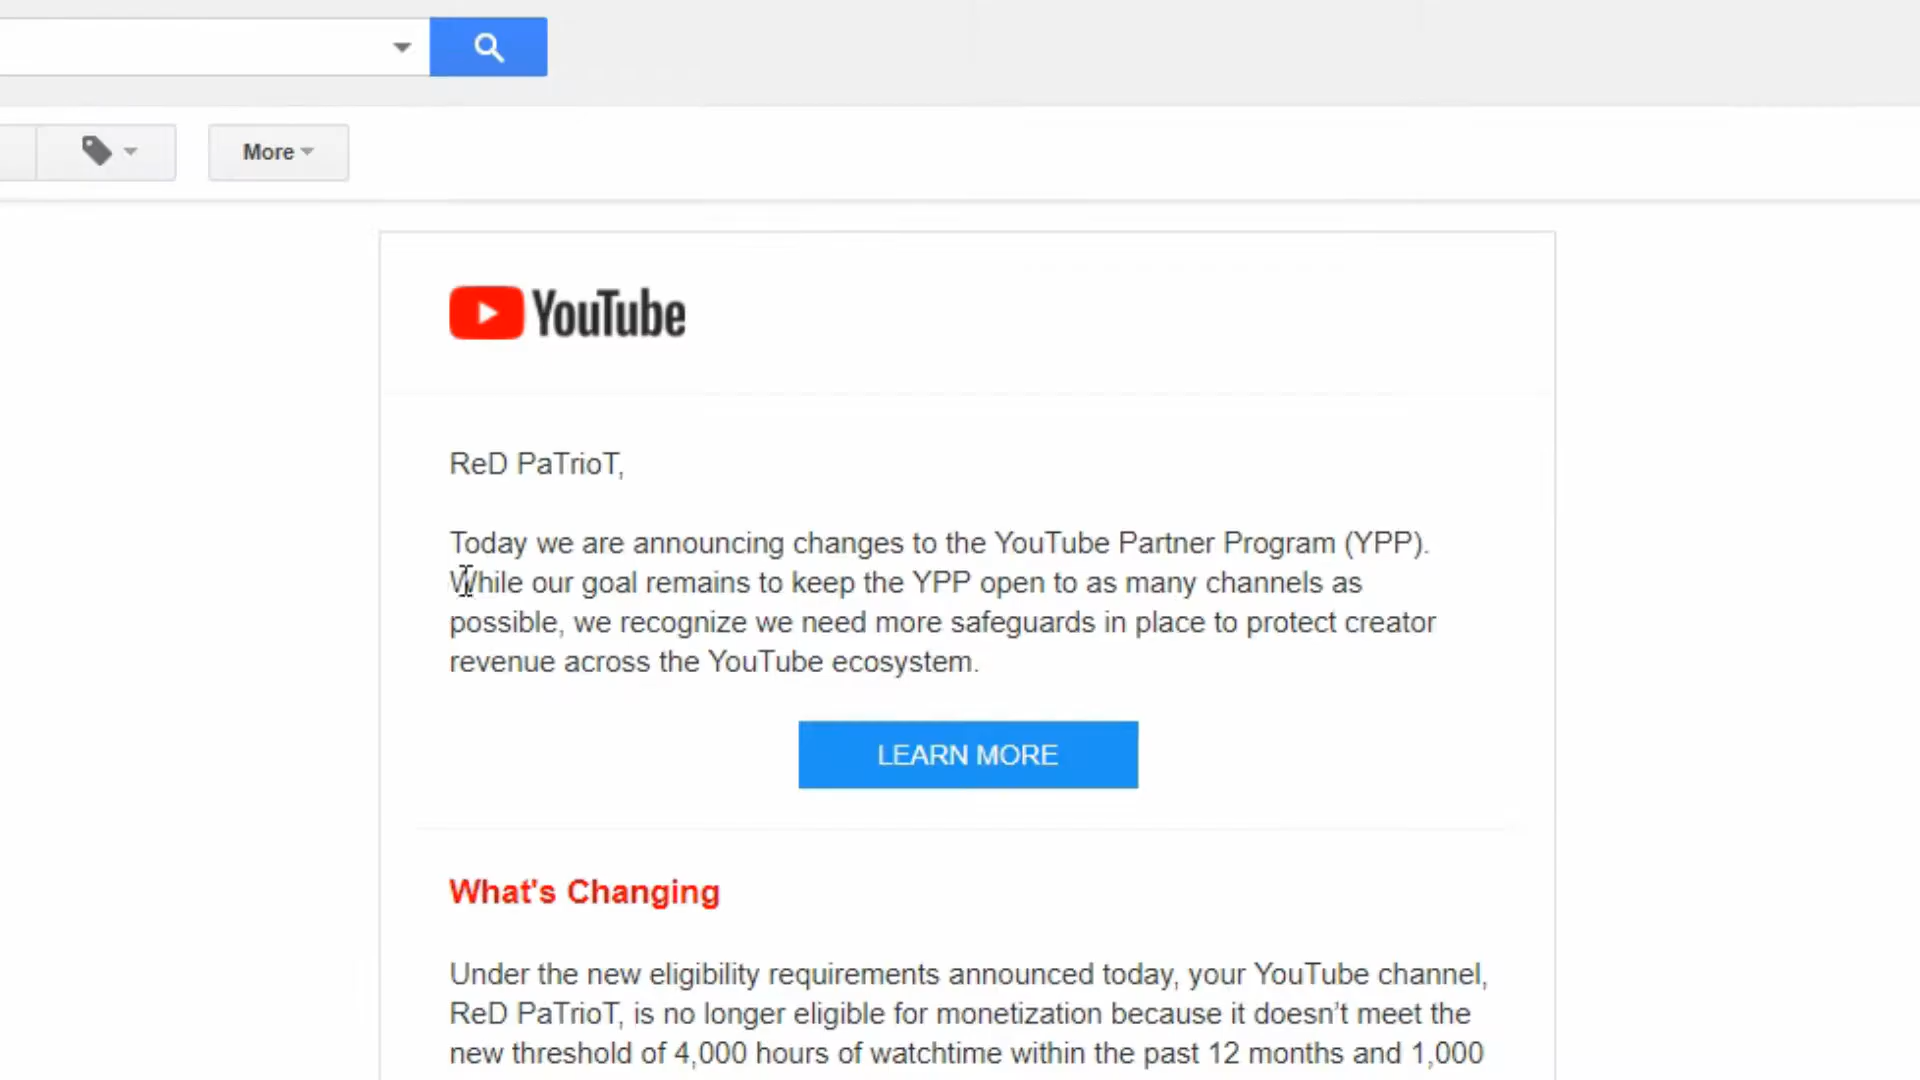 More
YouTube
ReD PaTrioT,
Today we are announcing changes to the YouTube Partner Program (YPP).
While our goal remains to keep the YPP open to as many channels as
possible, we recognize we need more safeguards in place to protect creator
revenue across the YouTube ecosystem.
LEARN MORE
What's Changing
Under the new eligibility requirements announced today, your YouTube channel,
ReD PaTrioT, is no longer eligible for monetization because it doesn’t meet the
new threshold of 4,000 hours of watchtime within the past 12 months and 1,000